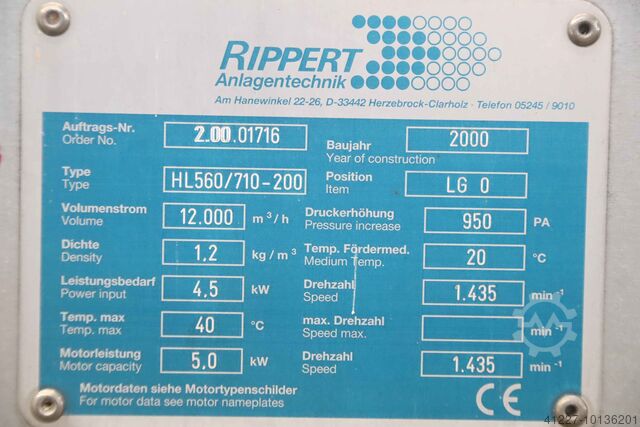 RIPPERT
Anlagentechnik
Am Hanewinkel 22-26, D-33442 Herzebrock-Clarholz · Telefon 05245 / 9010
Auftrags-Nr. 2.00.01716 Baujahr 2000
Order No. Year of construction
Type HL560/710-200 Position LG 0
Type Item
Volumenstrom 12.000 m³/h Druckerhöhung 950 PA
Volume Pressure increase
Dichte 1,2 kg/m³ Temp. Fördermed. 20 °C
Density Medium Temp.
Leistungsbedarf 4,5 kW Drehzahl 1.435 min⁻¹
Power input Speed
Temp. max 40 °C max. Drehzahl min⁻¹
Temp. max Speed max.
Motorleistung 5,0 kW Drehzahl 1.435 min⁻¹
Motor capacity Speed
Motordaten siehe Motortypenschilder
For motor data see motor nameplates
CE
41227-10136201